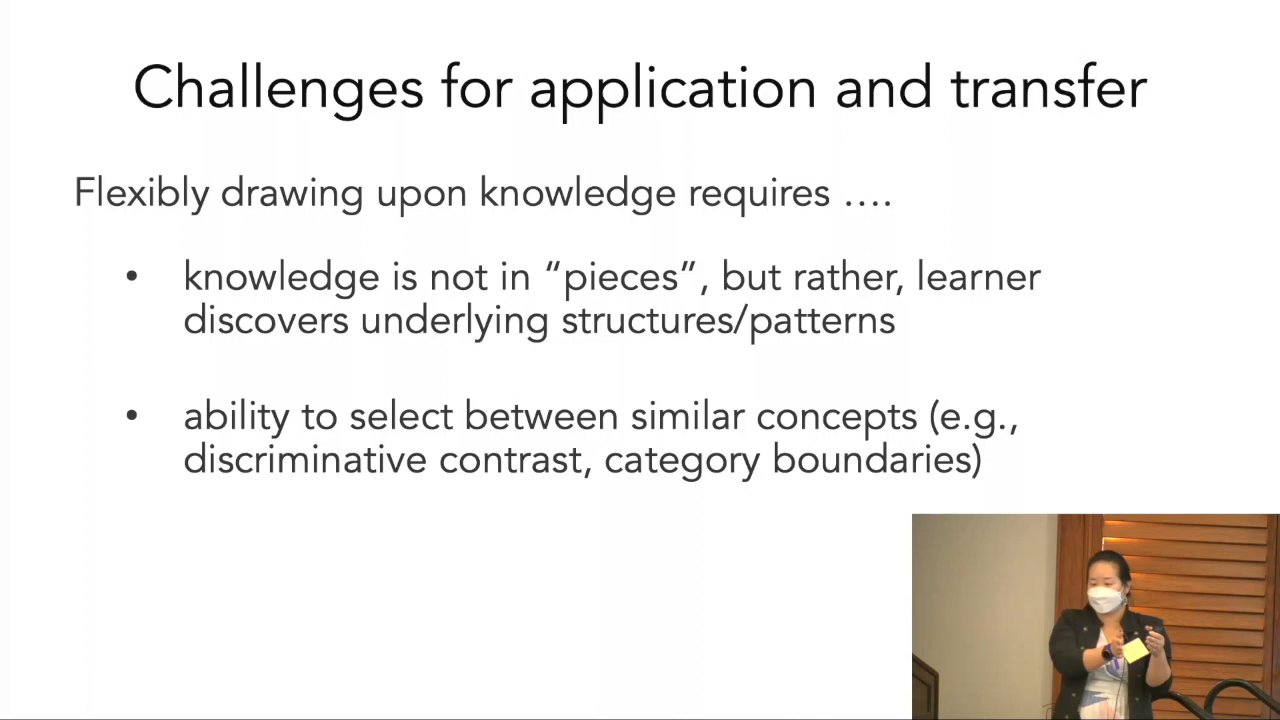 Challenges for application and transfer
Flexibly drawing upon knowledge requires ….
• knowledge is not in “pieces”, but rather, learner
discovers underlying structures/patterns
• ability to select between similar concepts (e.g.,
discriminative contrast, category boundaries)